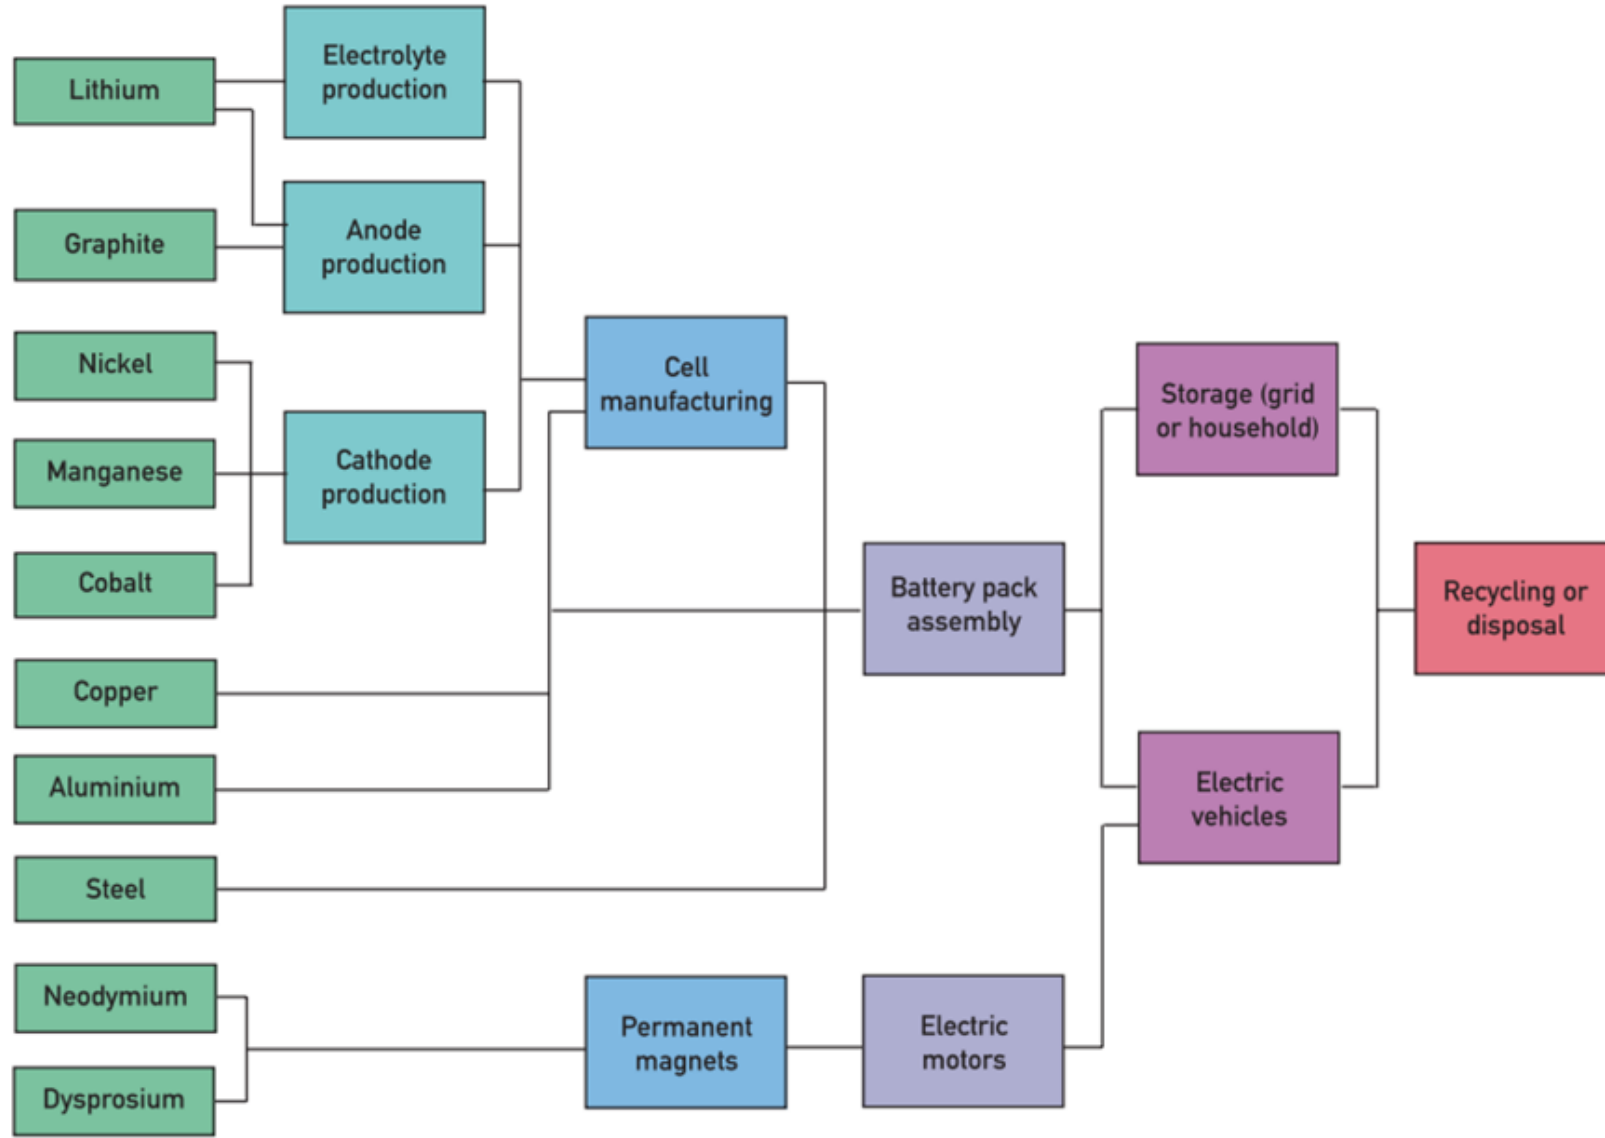 Lithium
Electrolyte
production
Graphite
Anode
production
Nickel
Manganese
Cobalt
Cathode
production
Cell
manufacturing
Copper
Aluminium
Steel
Battery pack
assembly
Storage (grid
or household)
Electric
vehicles
Recycling or
disposal
Neodymium
Dysprosium
Permanent
magnets
Electric
motors